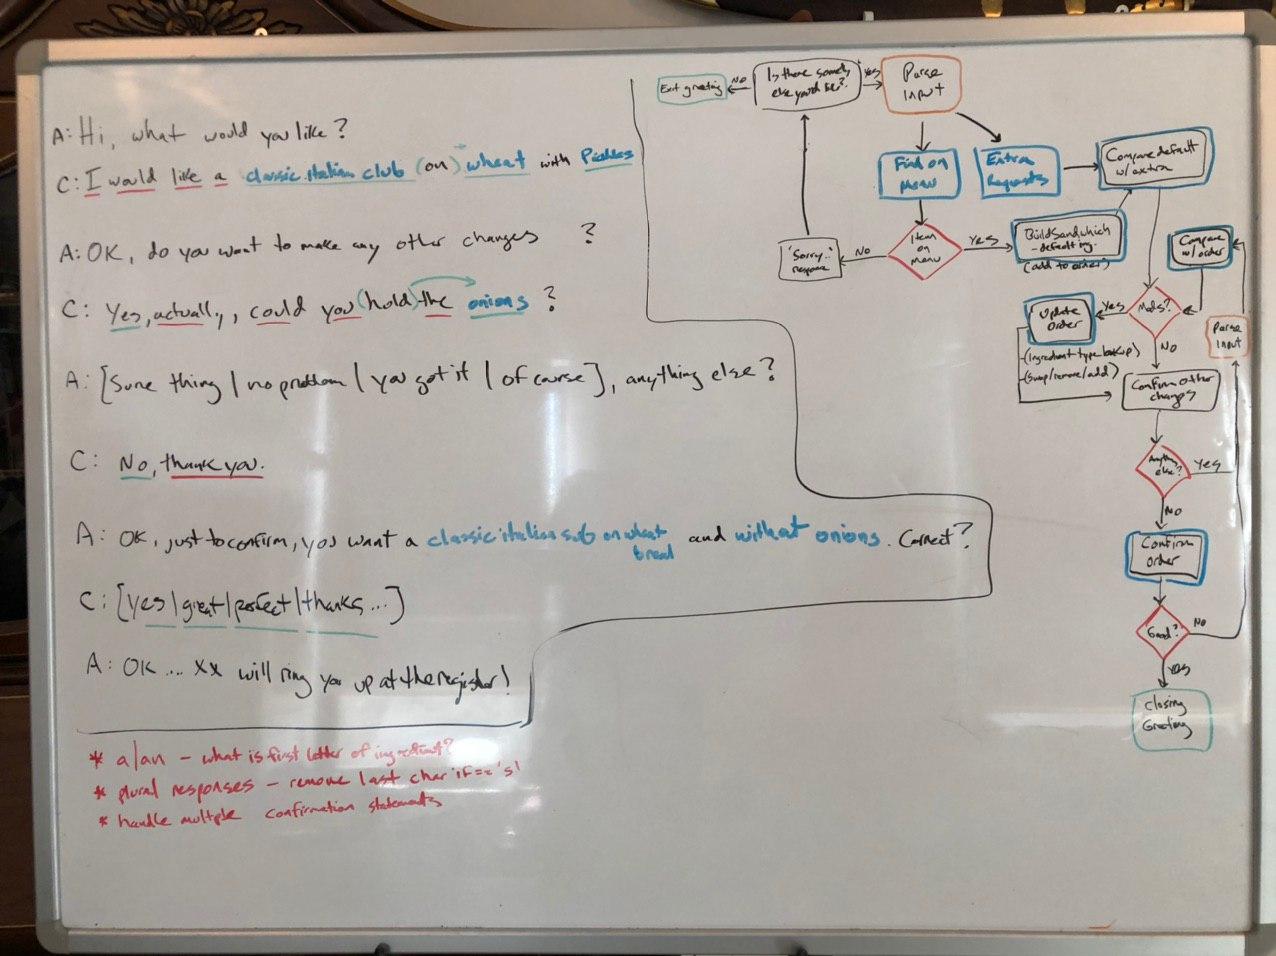 A: Hi, what would you like?
C: I would like a classic italian club (on) wheat with Pickles
A: OK, do you want to make any other changes ?
C: Yes, actually, could you (hold) the onions ?
A: [Sure thing | no problem | you got it | of course], anything else?
C: No, thank you.
A: OK, just to confirm, you want a classic italian sub on wheat
bread and without onions. Correct?
C: [yes | great | perfect | thanks...]
A: OK .... xx will ring you up at the register!
* a/an - what is first letter of ingredient?
* plural responses - remove last char if == 's'
* handle multple confirmation statements
Exit greeting
No
Is there someth
else you'd like?
Yes
Parse
Input
Find on
Menu
Extra
Requests
Compare default
w/ extra
Item
on
menu
No
'Sorry..'
response
Yes
Build Sandwhich
- default ing.
(add to order)
Compare
w/ order
Mods?
Yes
Update
Order
-(ingredient type lookup)
-(swap/remove/add)
No
Parse
Input
Confirm other
changes
Anything
else?
Yes
No
Confirm
Order
Good?
No
Yes
Closing
Greeting